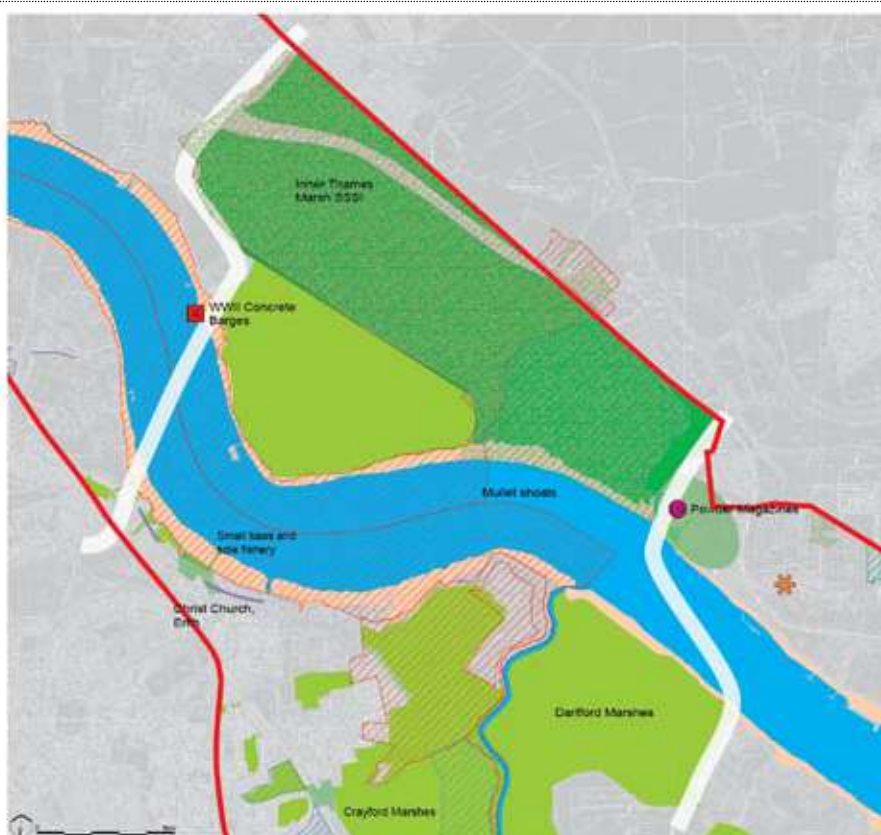 Inner Thames
Marsh SSSI
WWII Concrete
Barges
Mullet shoals
Powder Magazines
Small bass and
sole fishery
Christ Church,
Erith
Dartford Marshes
Crayford Marshes